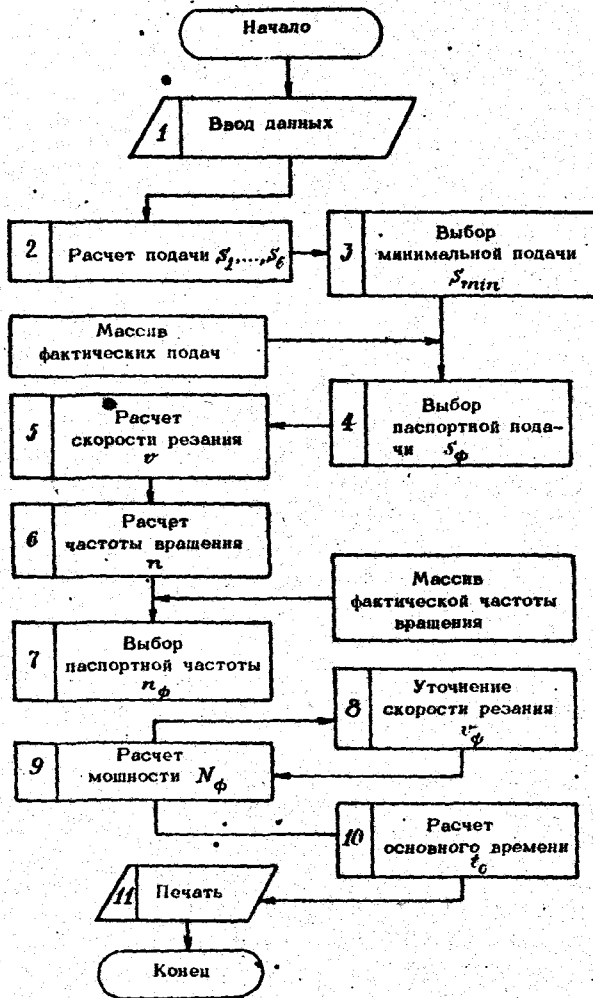 Начало
1 Ввод данных
2 Расчет подачи S₁,...,S₆
3 Выбор
минимальной подачи
Smin
Массив
фактических подач
4 Выбор
паспортной пода-
чи Sф
5 Расчет
скорости резания
v
6 Расчет
частоты вращения
n
Массив
фактической частоты
вращения
7 Выбор
паспортной частоты
nф
8 Уточнение
скорости резания
vф
9 Расчет
мошности Nф
10 Расчет
основного времени
t₀
11 Печать
Конец